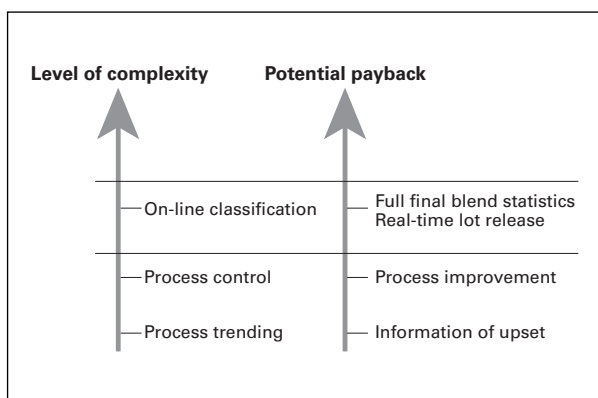 Level of complexity
Potential payback
On-line classification
Full final blend statistics
Real-time lot release
Process control
Process improvement
Process trending
Information of upset